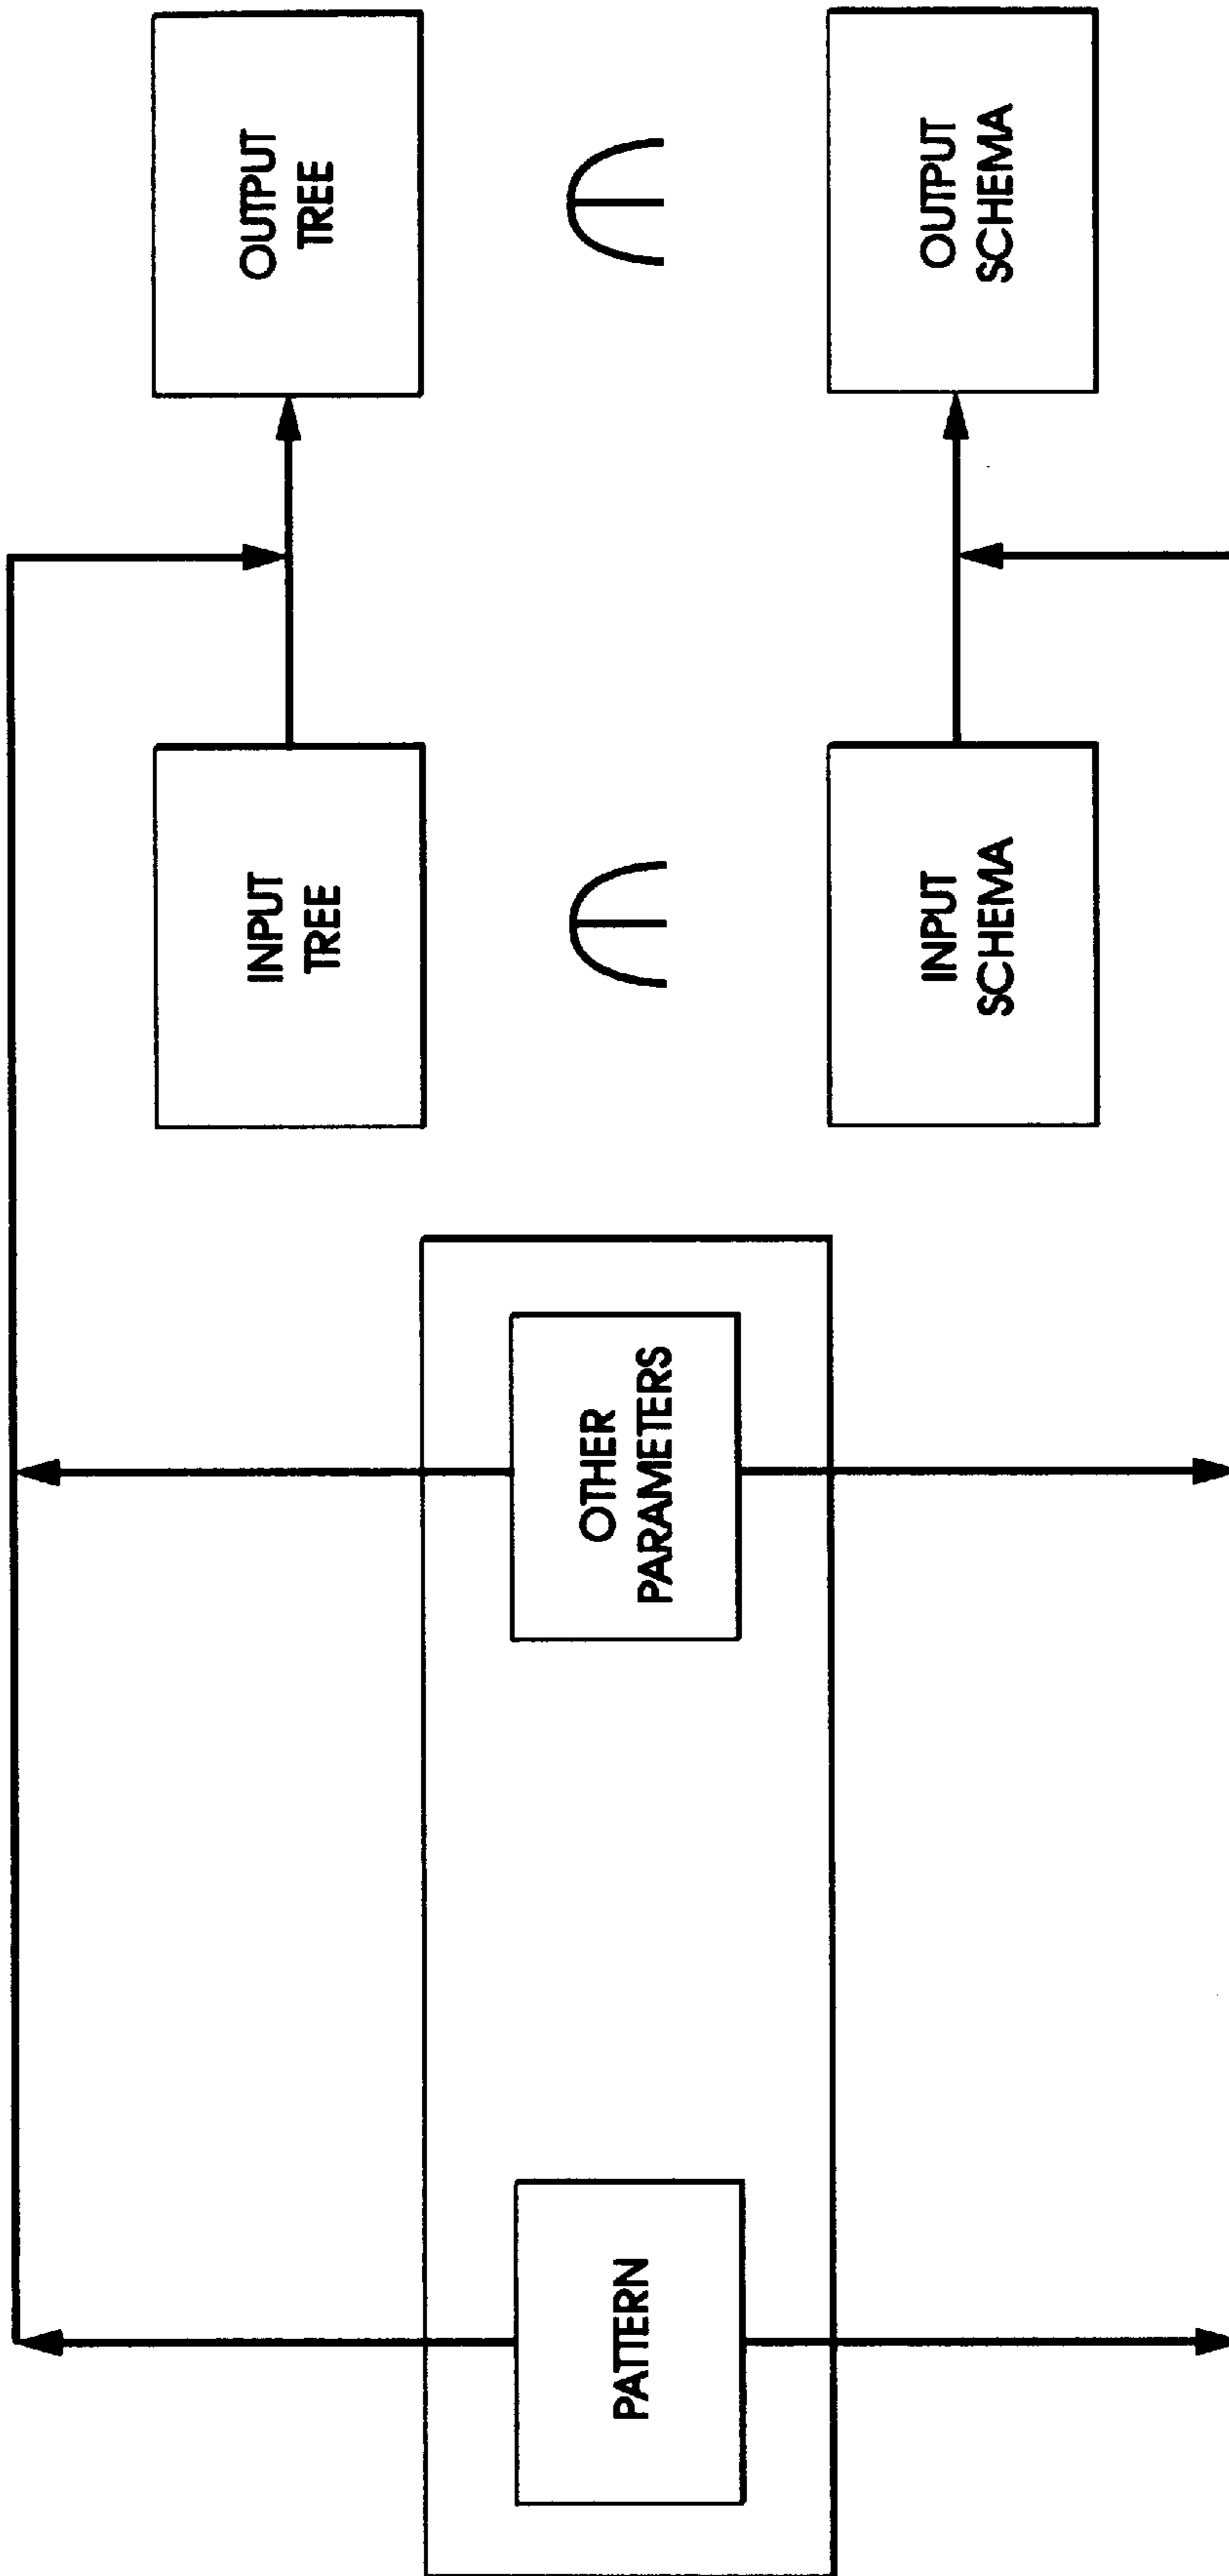 INPUT
TREE
OUTPUT
TREE
PATTERN
OTHER
PARAMETERS
INPUT
SCHEMA
OUTPUT
SCHEMA